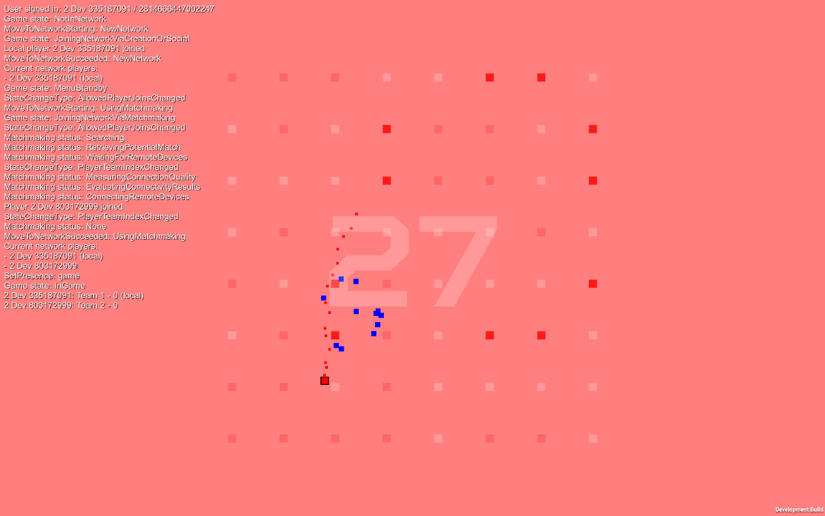 User signed in: 2 Dev 335187091 / 2814666447002247
Game state: NotInNetwork
MoveToNetworkStarting: NewNetwork
Game state: JoiningNetworkViaCreationOrSocial
Local player 2 Dev 335187091 joined
MoveToNetworkSucceeded: NewNetwork
Current network players:
- 2 Dev 335187091 (local)
Game state: MenuStandby
StateChangeType: AllowedPlayerJoinsChanged
MoveToNetworkStarting: UsingMatchmaking
Game state: JoiningNetworkViaMatchmaking
StateChangeType: AllowedPlayerJoinsChanged
Matchmaking status: Searching
Matchmaking status: RetrievingPotentialMatch
Matchmaking status: WaitingForRemoteDevices
StateChangeType: PlayerTeamIndexChanged
Matchmaking status: MeasuringConnectionQuality
Matchmaking status: EvaluatingConnectivityResults
Matchmaking status: ConnectingRemoteDevices
Player 2 Dev 803172999 joined
StateChangeType: PlayerTeamIndexChanged
Matchmaking status: None
MoveToNetworkSucceeded: UsingMatchmaking
Current network players:
- 2 Dev 335187091 (local)
- 2 Dev 803172999
SetPresence: game
Game state: InGame
2 Dev 335187091: Team 1 - 0 (local)
2 Dev 803172999: Team 2 - 0
27
Development Build